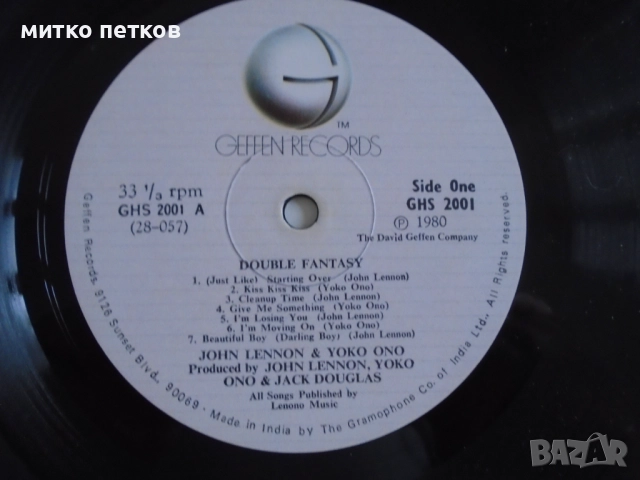 митко петков
G
TM
GEFFEN RECORDS
33 1/3 rpm
GHS 2001 A
(28-057)
Side One
GHS 2001
Ⓟ 1980
The David Geffen Company
DOUBLE FANTASY
1. (Just Like) Starting Over (John Lennon)
2. Kiss Kiss Kiss (Yoko Ono)
3. Cleanup Time (John Lennon)
4. Give Me Something (Yoko Ono)
5. I'm Losing You (John Lennon)
6. I'm Moving On (Yoko Ono)
7. Beautiful Boy (Darling Boy) (John Lennon)
JOHN LENNON & YOKO ONO
Produced by JOHN LENNON, YOKO
ONO & JACK DOUGLAS
All Songs Published by
Lenono Music
Geffen Records, 9126 Sunset Blvd., 90069 - Made in India by The Gramophone Co. of India Ltd., All Rights reserved.
BAZAR